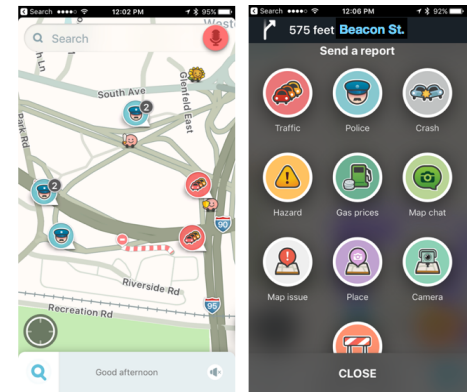 Search 12:02 PM 95%
Search
South Ave
Glenfeld East
Park Rd
2
2
90
Riverside Rd
95
Recreation Rd
Good afternoon
Search 12:06 PM 92%
575 feet Beacon St.
Send a report
Traffic Police Crash
Hazard Gas prices Map chat
Map issue Place Camera
CLOSE